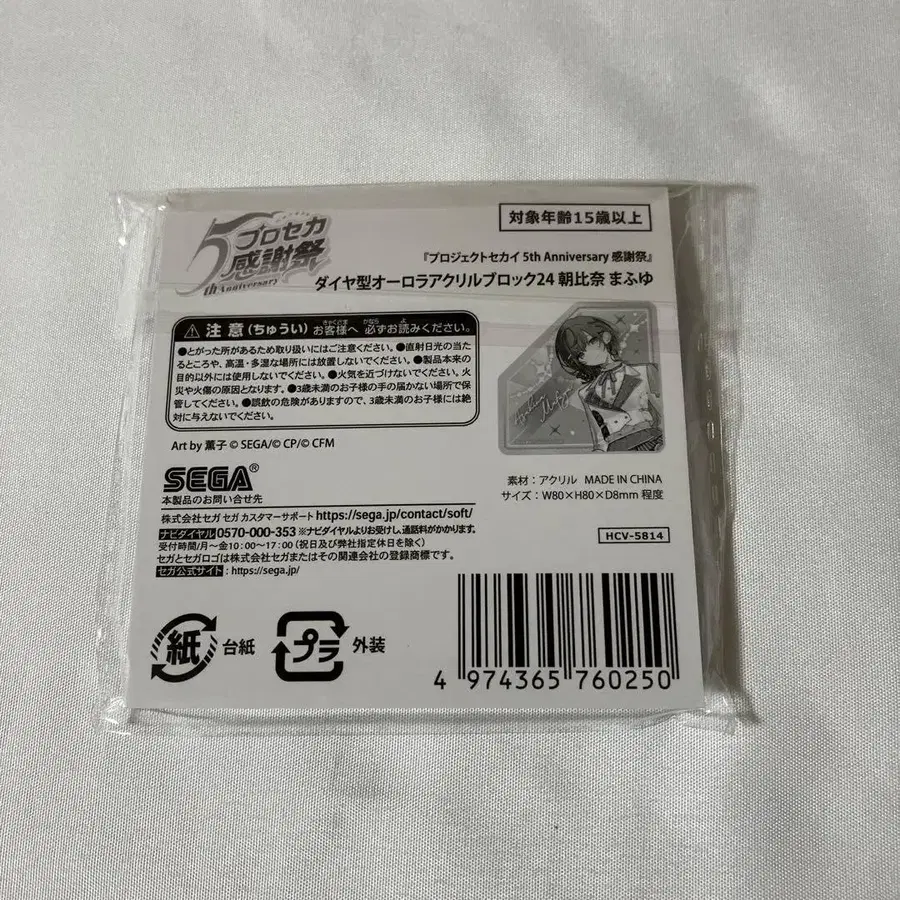 5
プロセカ
感謝祭
th Anniversary
対象年齢15歳以上
『プロジェクトセカイ 5th Anniversary 感謝祭』
ダイヤ型オーロラアクリルブロック24 朝比奈 まふゆ
注意(ちゅうい) お客様へ 必ずお読みください。
●とがった所があるため取り扱いにはご注意ください。●直射日光の当た
るところや、高温・多湿な場所には放置しないでください。●製品本来の
目的以外には使用しないでください。●火気を近づけないでください。火
災や火傷の原因となります。●3歳未満のお子様の手の届かない場所で保
管してください。●誤飲の危険がありますので、3歳未満のお子様には絶
対に与えないでください。
Art by 薫子 © SEGA/© CP/© CFM
素材：アクリル MADE IN CHINA
サイズ：W80×H80×D8mm 程度
SEGA®
本製品のお問い合せ先
株式会社セガ セガ カスタマーサポート https://sega.jp/contact/soft/
ナビダイヤル 0570-000-353 ※ナビダイヤルよりお受けし、通話料がかかります。
受付時間/月～金10:00～17:00 (祝日及び弊社指定休日を除く)
セガとセガロゴは株式会社セガまたはその関連会社の登録商標です。
セガ公式サイト : https://sega.jp/
HCV-5814
紙 台紙
プラ 外装
4 974365 760250